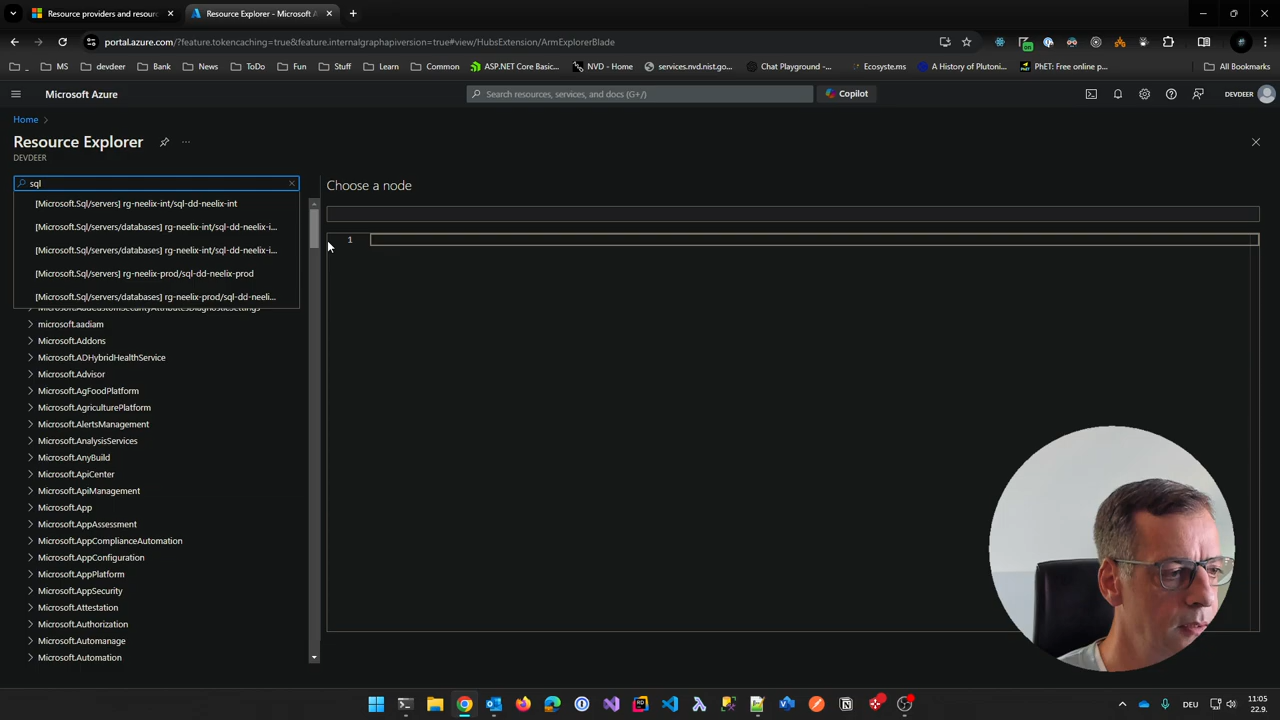 Resource providers and resourc
Resource Explorer - Microsoft A
portal.azure.com/?feature.tokencaching=true&feature.internalgraphapiversion=true#view/HubsExtension/ArmExplorerBlade
on
_ MS devdeer Bank News ToDo Fun Stuff Learn Common ASP.NET Core Basic... NVD - Home services.nvd.nist.go... Chat Playground -... Ecosyste.ms A History of Plutoni... PhET: Free online p... All Bookmarks
Microsoft Azure
Search resources, services, and docs (G+/)
Copilot
DEVDEER
Home
Resource Explorer
...
DEVDEER
sql
[Microsoft.Sql/servers] rg-neelix-int/sql-dd-neelix-int
[Microsoft.Sql/servers/databases] rg-neelix-int/sql-dd-neelix-i...
[Microsoft.Sql/servers/databases] rg-neelix-int/sql-dd-neelix-i...
[Microsoft.Sql/servers] rg-neelix-prod/sql-dd-neelix-prod
[Microsoft.Sql/servers/databases] rg-neelix-prod/sql-dd-neeli...
microsoft.aadiam
Microsoft.Addons
Microsoft.ADHybridHealthService
Microsoft.Advisor
Microsoft.AgFoodPlatform
Microsoft.AgriculturePlatform
Microsoft.AlertsManagement
Microsoft.AnalysisServices
Microsoft.AnyBuild
Microsoft.ApiCenter
Microsoft.ApiManagement
Microsoft.App
Microsoft.AppAssessment
Microsoft.AppComplianceAutomation
Microsoft.AppConfiguration
Microsoft.AppPlatform
Microsoft.AppSecurity
Microsoft.Attestation
Microsoft.Authorization
Microsoft.Automanage
Microsoft.Automation
Choose a node
1
DEU
11:05
22.9.